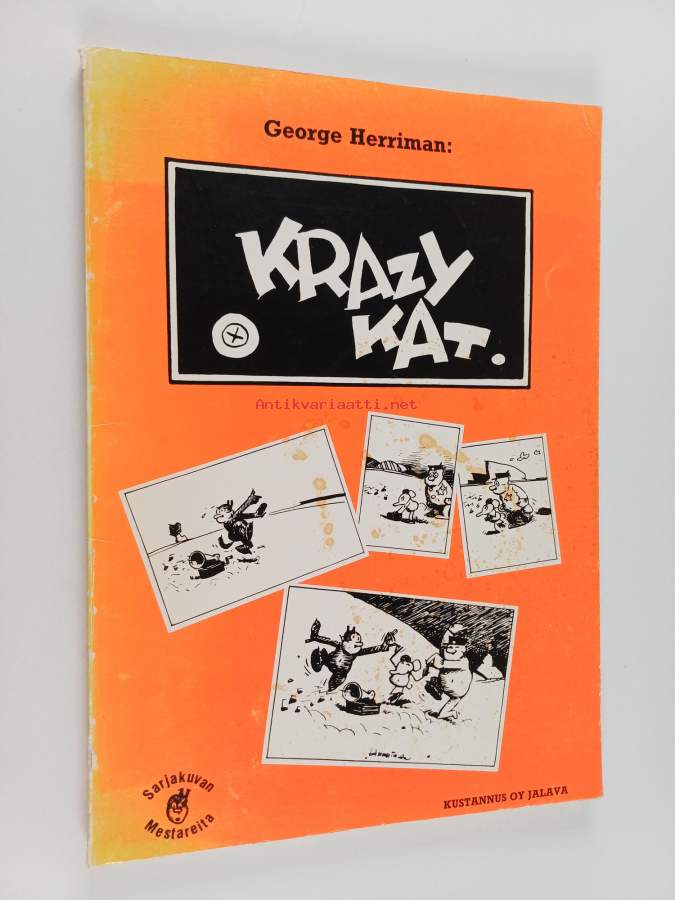 George Herriman:
KRAZY
KAT.
Antikvariaatti.net
Sarjakuvan
Mestareita
KUSTANNUS OY JALAVA